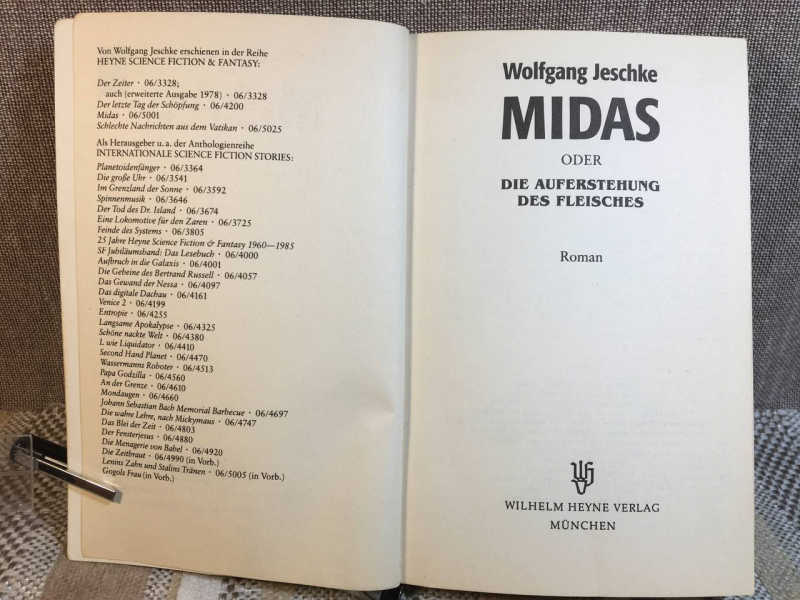 Von Wolfgang Jeschke erschienen in der Reihe
HEYNE SCIENCE FICTION & FANTASY:
Der Zeiter · 06/3328;
auch (erweiterte Ausgabe 1978) · 06/3328
Der letzte Tag der Schöpfung · 06/4200
Midas · 06/5001
Schlechte Nachrichten aus dem Vatikan · 06/5025
Als Herausgeber u. a. der Anthologienreihe
INTERNATIONALE SCIENCE FICTION STORIES:
Planetoidenfänger · 06/3364
Die große Uhr · 06/3541
Im Grenzland der Sonne · 06/3592
Spinnenmusik · 06/3646
Der Tod des Dr. Island · 06/3674
Eine Lokomotive für den Zaren · 06/3725
Feinde des Systems · 06/3805
25 Jahre Heyne Science Fiction & Fantasy 1960—1985
SF Jubiläumsband: Das Lesebuch · 06/4000
Aufbruch in die Galaxis · 06/4001
Die Gebeine des Bertrand Russell · 06/4057
Das Gewand der Nessa · 06/4097
Das digitale Dachau · 06/4161
Venice 2 · 06/4199
Entropie · 06/4255
Langsame Apokalypse · 06/4325
Schöne nackte Welt · 06/4380
L wie Liquidator · 06/4410
Second Hand Planet · 06/4470
Wassermanns Roboter · 06/4513
Papa Godzilla · 06/4560
An der Grenze · 06/4610
Mondaugen · 06/4660
Johann Sebastian Bach Memorial Barbecue · 06/4697
Die wahre Lehre, nach Mickymaus · 06/4747
Das Blei der Zeit · 06/4803
Der Fensterjesus · 06/4880
Die Menagerie von Babel · 06/4920
Die Zeitbraut · 06/4990 (in Vorb.)
Lenins Zahn und Stalins Tränen · 06/5005 (in Vorb.)
Gogols Frau (in Vorb.)
Wolfgang Jeschke
MIDAS
ODER
DIE AUFERSTEHUNG
DES FLEISCHES
Roman
WILHELM HEYNE VERLAG
MÜNCHEN